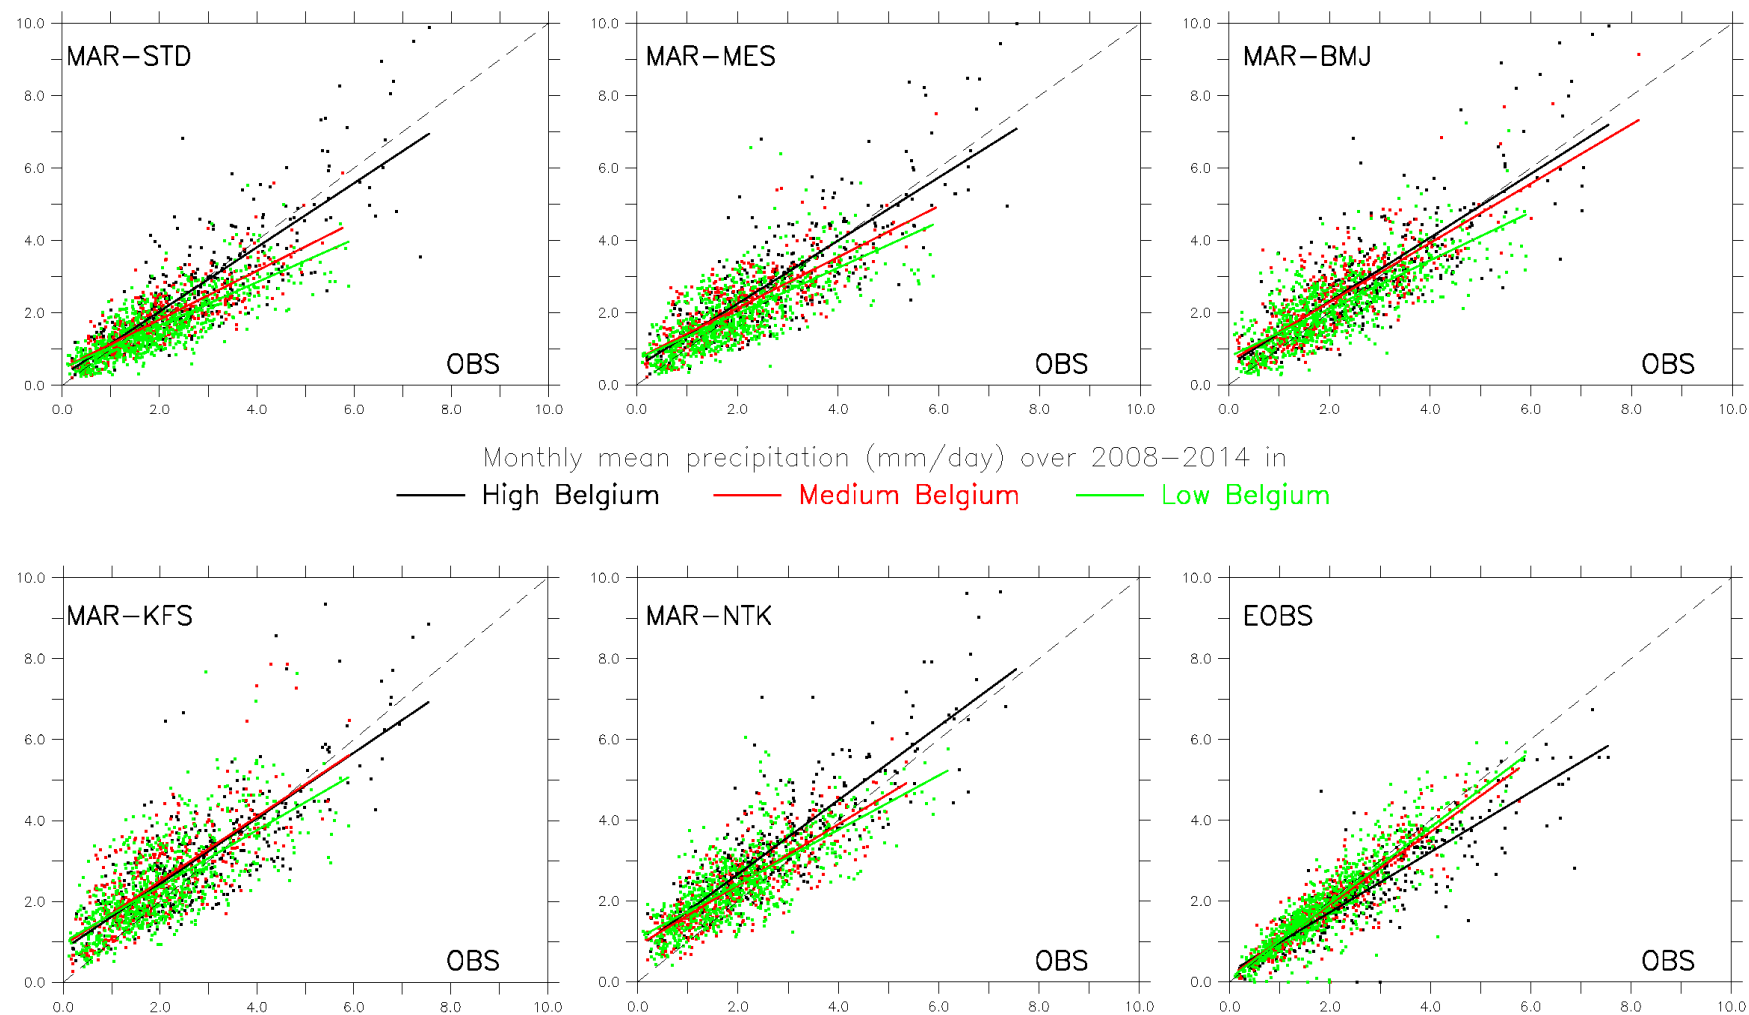 10.0 10.0 10.0
MAR-STD MAR-MES MAR-BMJ
8.0 8.0 8.0
6.0 6.0 6.0
4.0 4.0 4.0
2.0 2.0 2.0
OBS OBS OBS
0.0 0.0 0.0
0.0 2.0 4.0 6.0 8.0 10.0 0.0 2.0 4.0 6.0 8.0 10.0 0.0 2.0 4.0 6.0 8.0 10.0
Monthly mean precipitation (mm/day) over 2008-2014 in
High Belgium Medium Belgium Low Belgium
10.0 10.0 10.0
MAR-KFS MAR-NTK EOBS
8.0 8.0 8.0
6.0 6.0 6.0
4.0 4.0 4.0
2.0 2.0 2.0
OBS OBS OBS
0.0 0.0 0.0
0.0 2.0 4.0 6.0 8.0 10.0 0.0 2.0 4.0 6.0 8.0 10.0 0.0 2.0 4.0 6.0 8.0 10.0